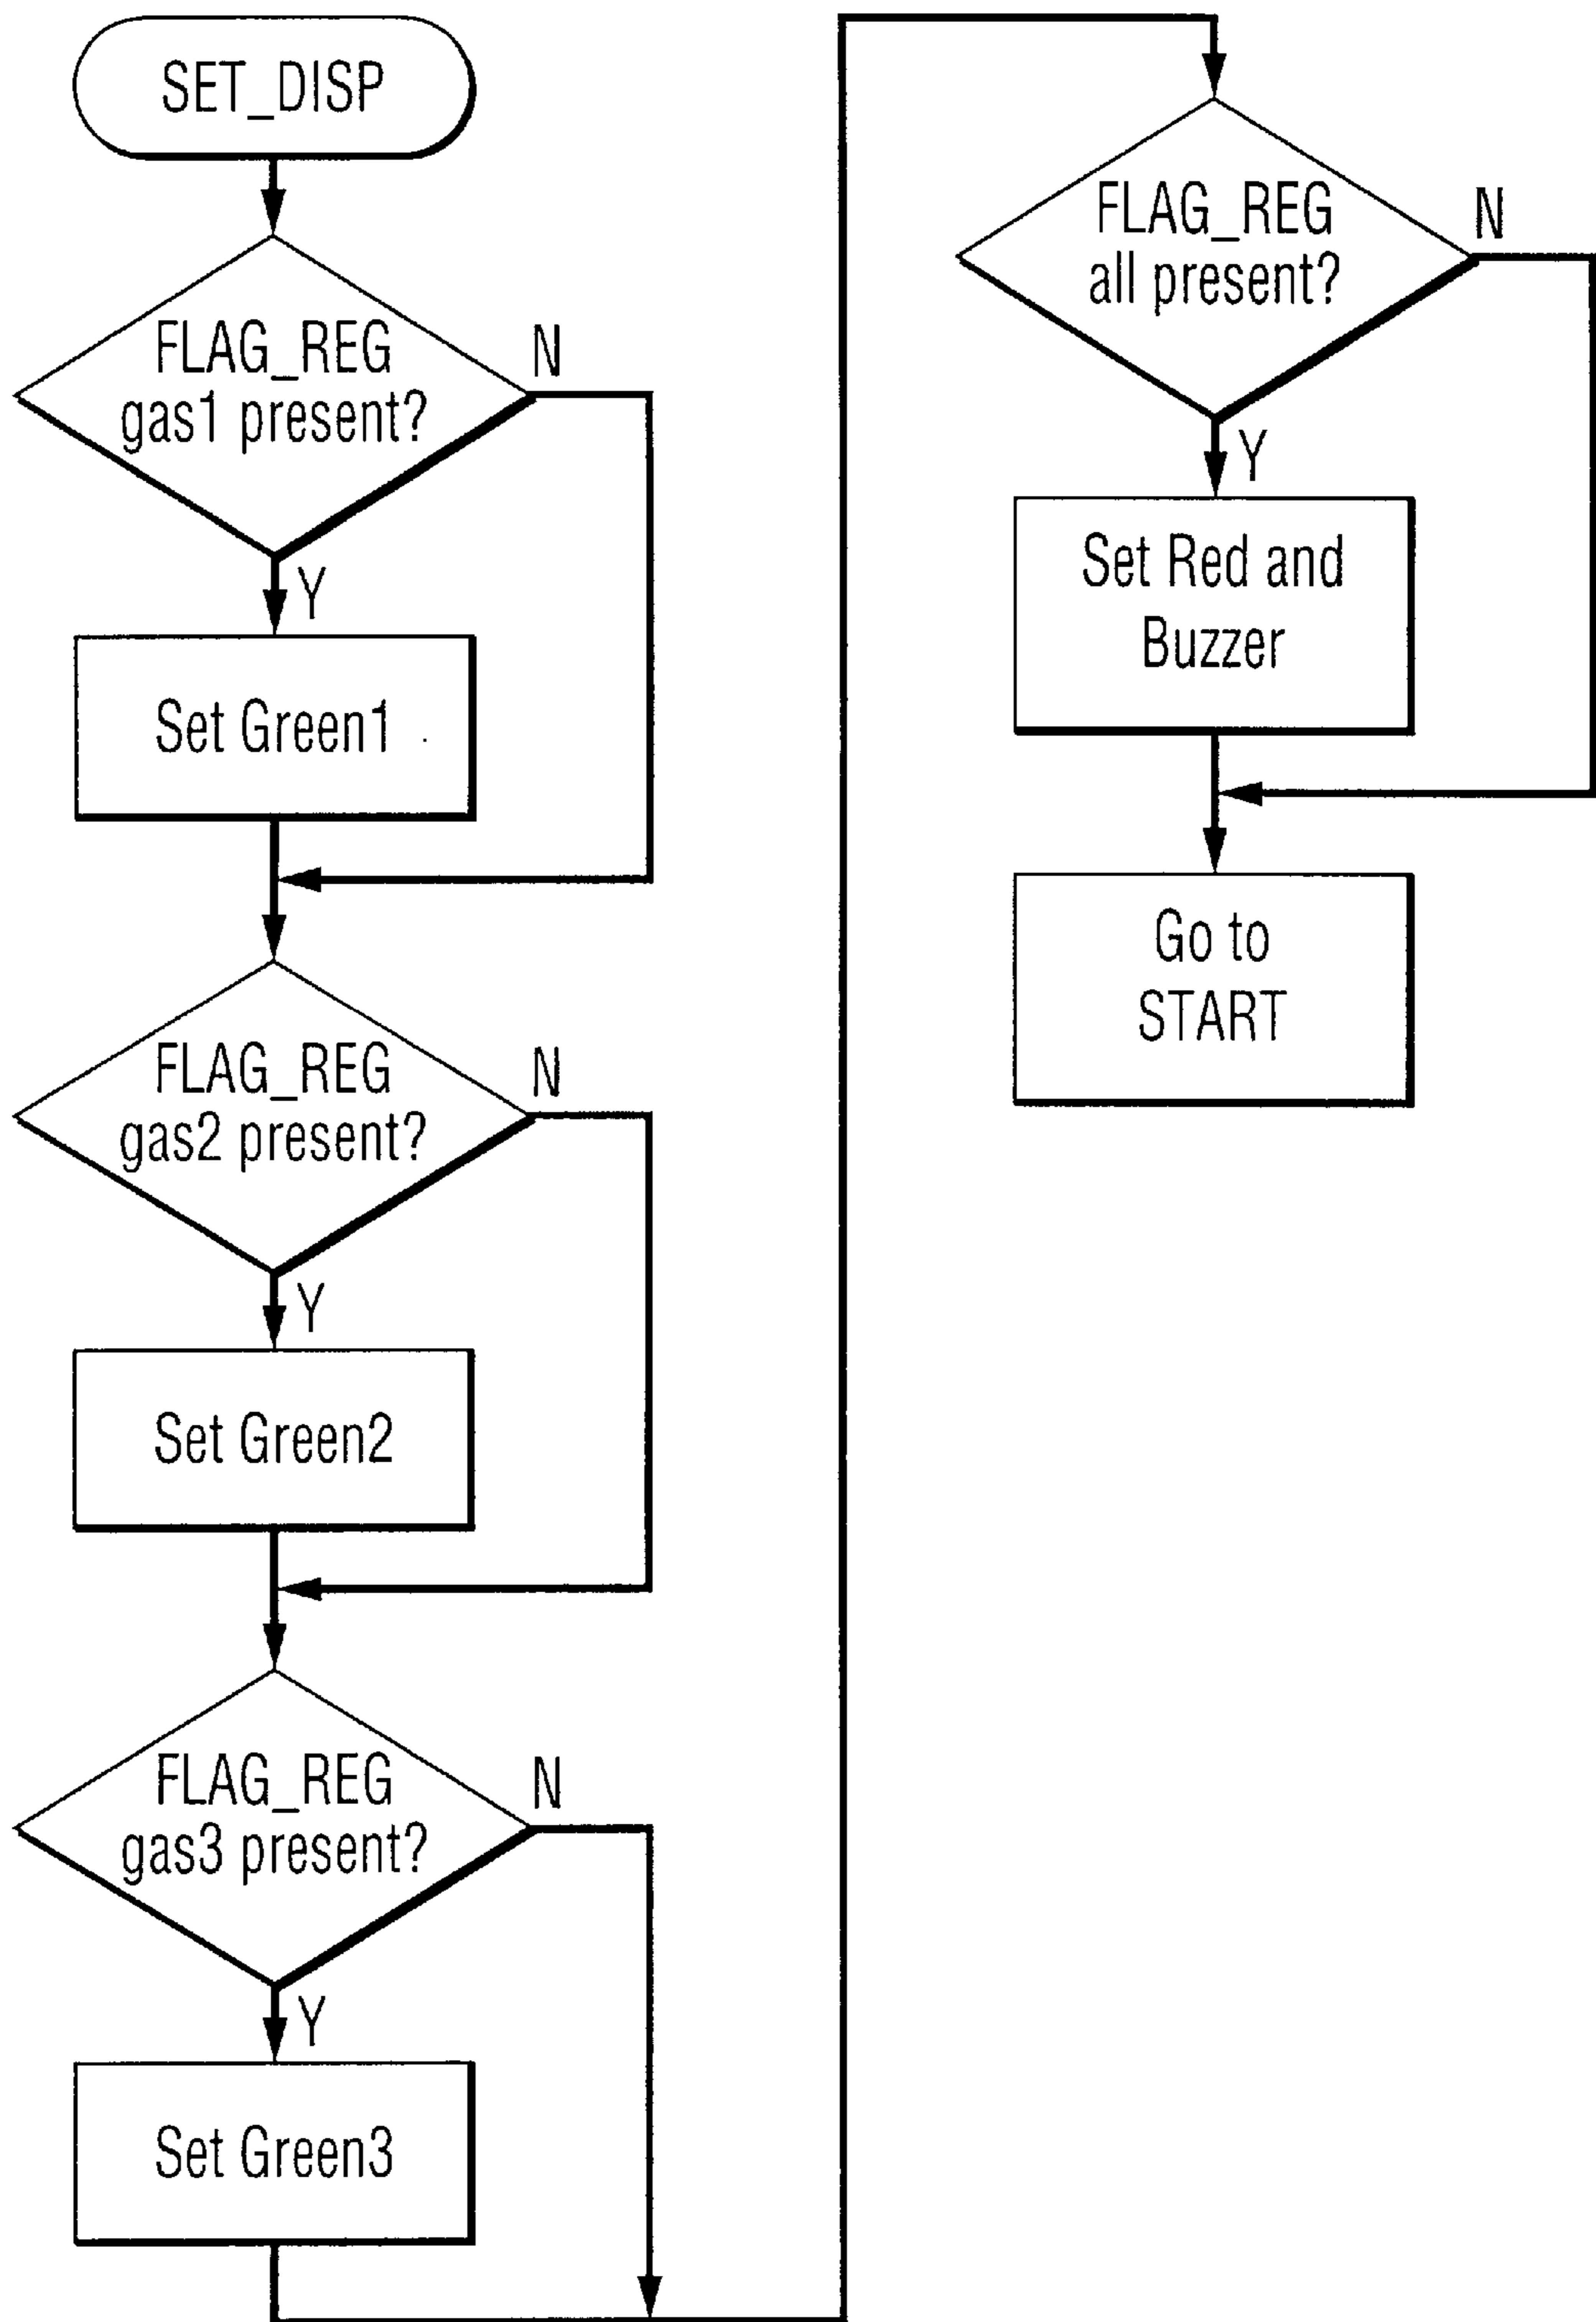 SET_DISP
FLAG_REG
gas1 present?
N
Y
Set Green1
FLAG_REG
gas2 present?
N
Y
Set Green2
FLAG_REG
gas3 present?
N
Y
Set Green3
FLAG_REG
all present?
N
Y
Set Red and
Buzzer
Go to
START